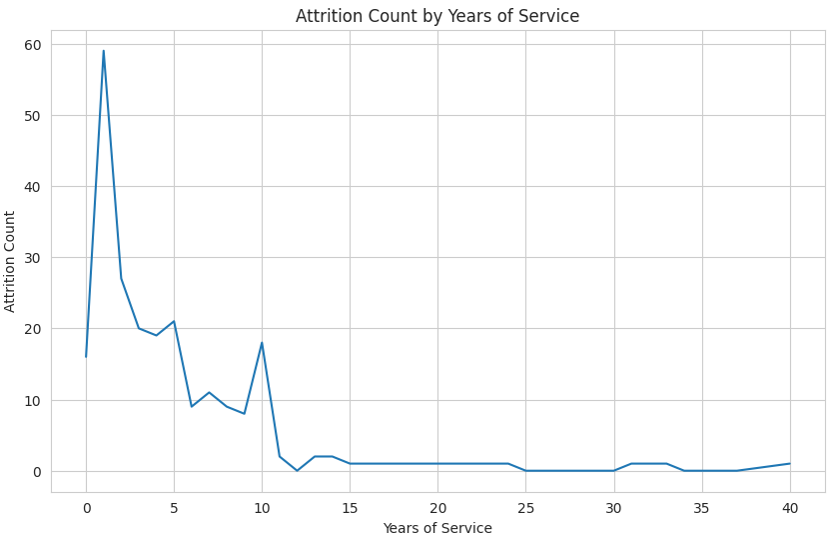 Attrition Count by Years of Service
60
50
40
30
20
10
0
Attrition Count
0 5 10 15 20 25 30 35 40
Years of Service